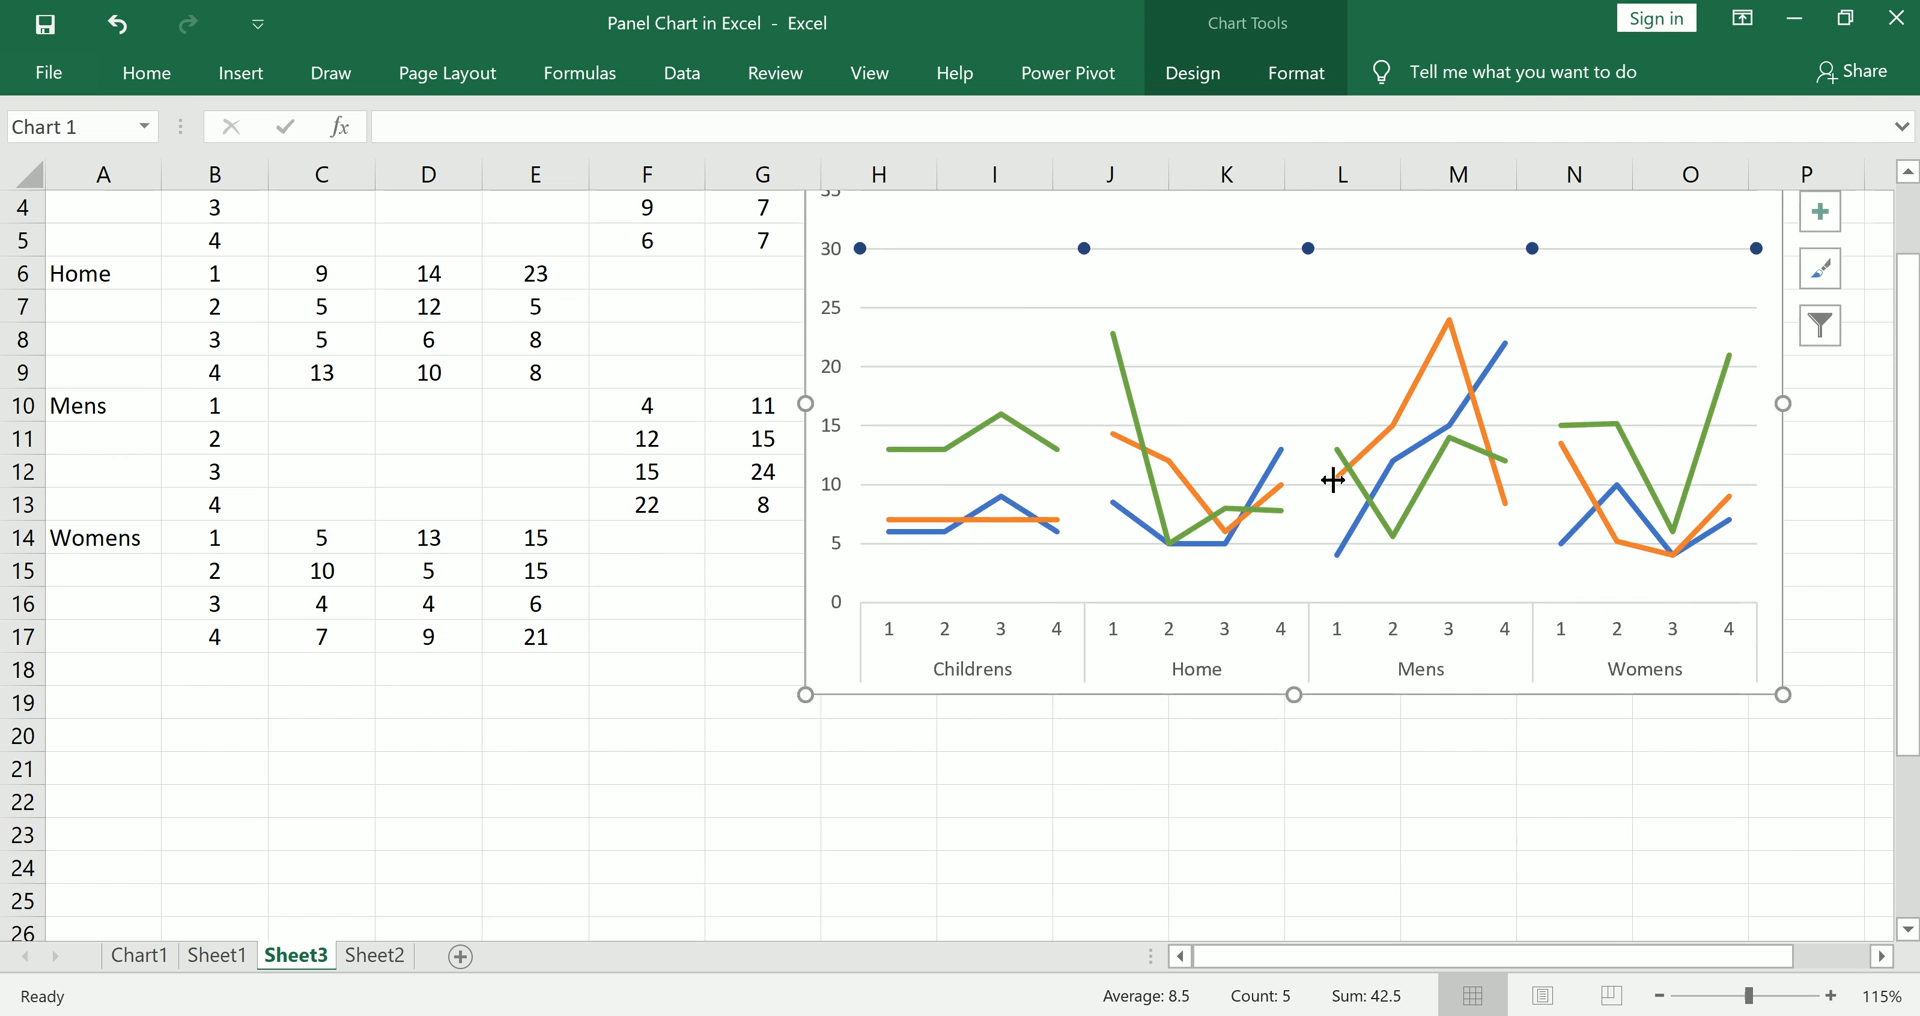 Panel Chart in Excel - Excel
Chart Tools
Sign in
File Home Insert Draw Page Layout Formulas Data Review View Help Power Pivot Design Format Tell me what you want to do Share
Chart 1 fx
A B C D E F G H I J K L M N O P
4 3 9 7
5 4 6 7
6 Home 1 9 14 23
7 2 5 12 5
8 3 5 6 8
9 4 13 10 8
10 Mens 1 4 11
11 2 12 15
12 3 15 24
13 4 22 8
14 Womens 1 5 13 15
15 2 10 5 15
16 3 4 4 6
17 4 7 9 21
18
19
20
21
22
23
24
25
26
35
30
25
20
15
10
5
0
1 2 3 4 1 2 3 4 1 2 3 4 1 2 3 4
Childrens Home Mens Womens
Chart1 Sheet1 Sheet3 Sheet2
Ready Average: 8.5 Count: 5 Sum: 42.5 115%